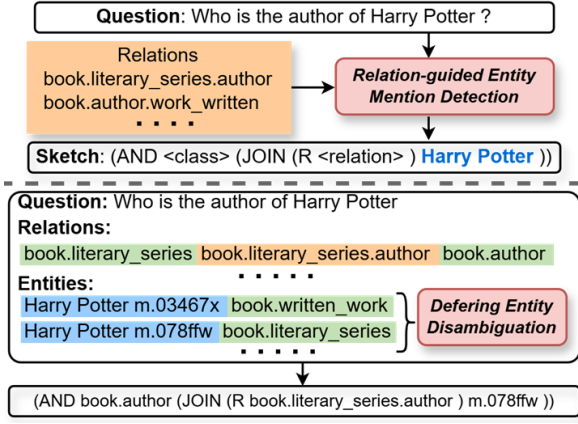 Question: Who is the author of Harry Potter ?
Relations
book.literary_series.author
book.author.work_written
. . . .
Relation-guided Entity
Mention Detection
Sketch: (AND <class> (JOIN (R <relation> ) Harry Potter ))
Question: Who is the author of Harry Potter
Relations:
book.literary_series book.literary_series.author book.author
. . . . .
Entities:
Harry Potter m.03467x book.written_work
Harry Potter m.078ffw book.literary_series
. . . . .
Defering Entity
Disambiguation
(AND book.author (JOIN (R book.literary_series.author ) m.078ffw ))